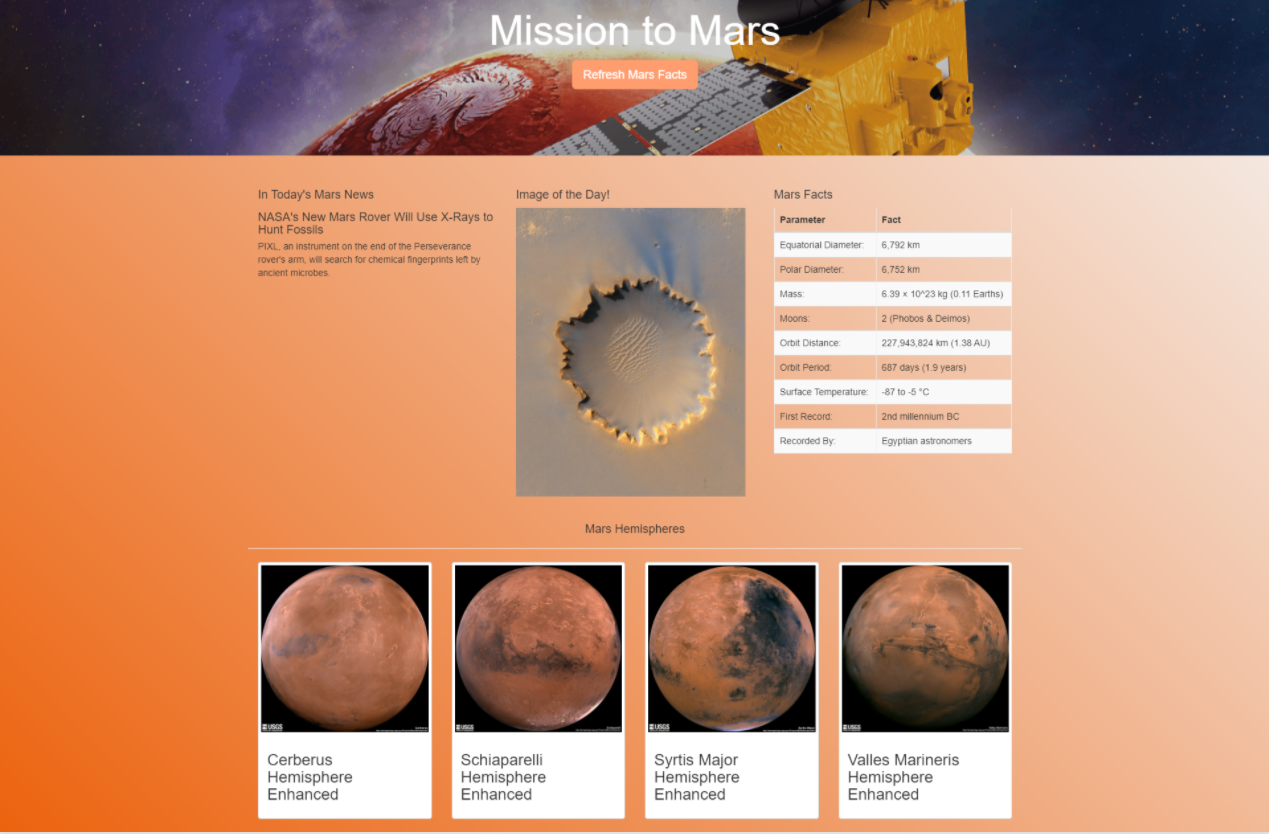 Mission to Mars
Refresh Mars Facts
In Today's Mars News
NASA's New Mars Rover Will Use X-Rays to
Hunt Fossils
PIXL, an instrument on the end of the Perseverance
rover's arm, will search for chemical fingerprints left by
ancient microbes.
Image of the Day!
Mars Facts
Parameter Fact
Equatorial Diameter: 6,792 km
Polar Diameter: 6,752 km
Mass: 6.39 × 10^23 kg (0.11 Earths)
Moons: 2 (Phobos & Deimos)
Orbit Distance: 227,943,824 km (1.38 AU)
Orbit Period: 687 days (1.9 years)
Surface Temperature: -87 to -5 °C
First Record: 2nd millennium BC
Recorded By: Egyptian astronomers
Mars Hemispheres
USGS
USGS
USGS
USGS
Cerberus
Hemisphere
Enhanced
Schiaparelli
Hemisphere
Enhanced
Syrtis Major
Hemisphere
Enhanced
Valles Marineris
Hemisphere
Enhanced